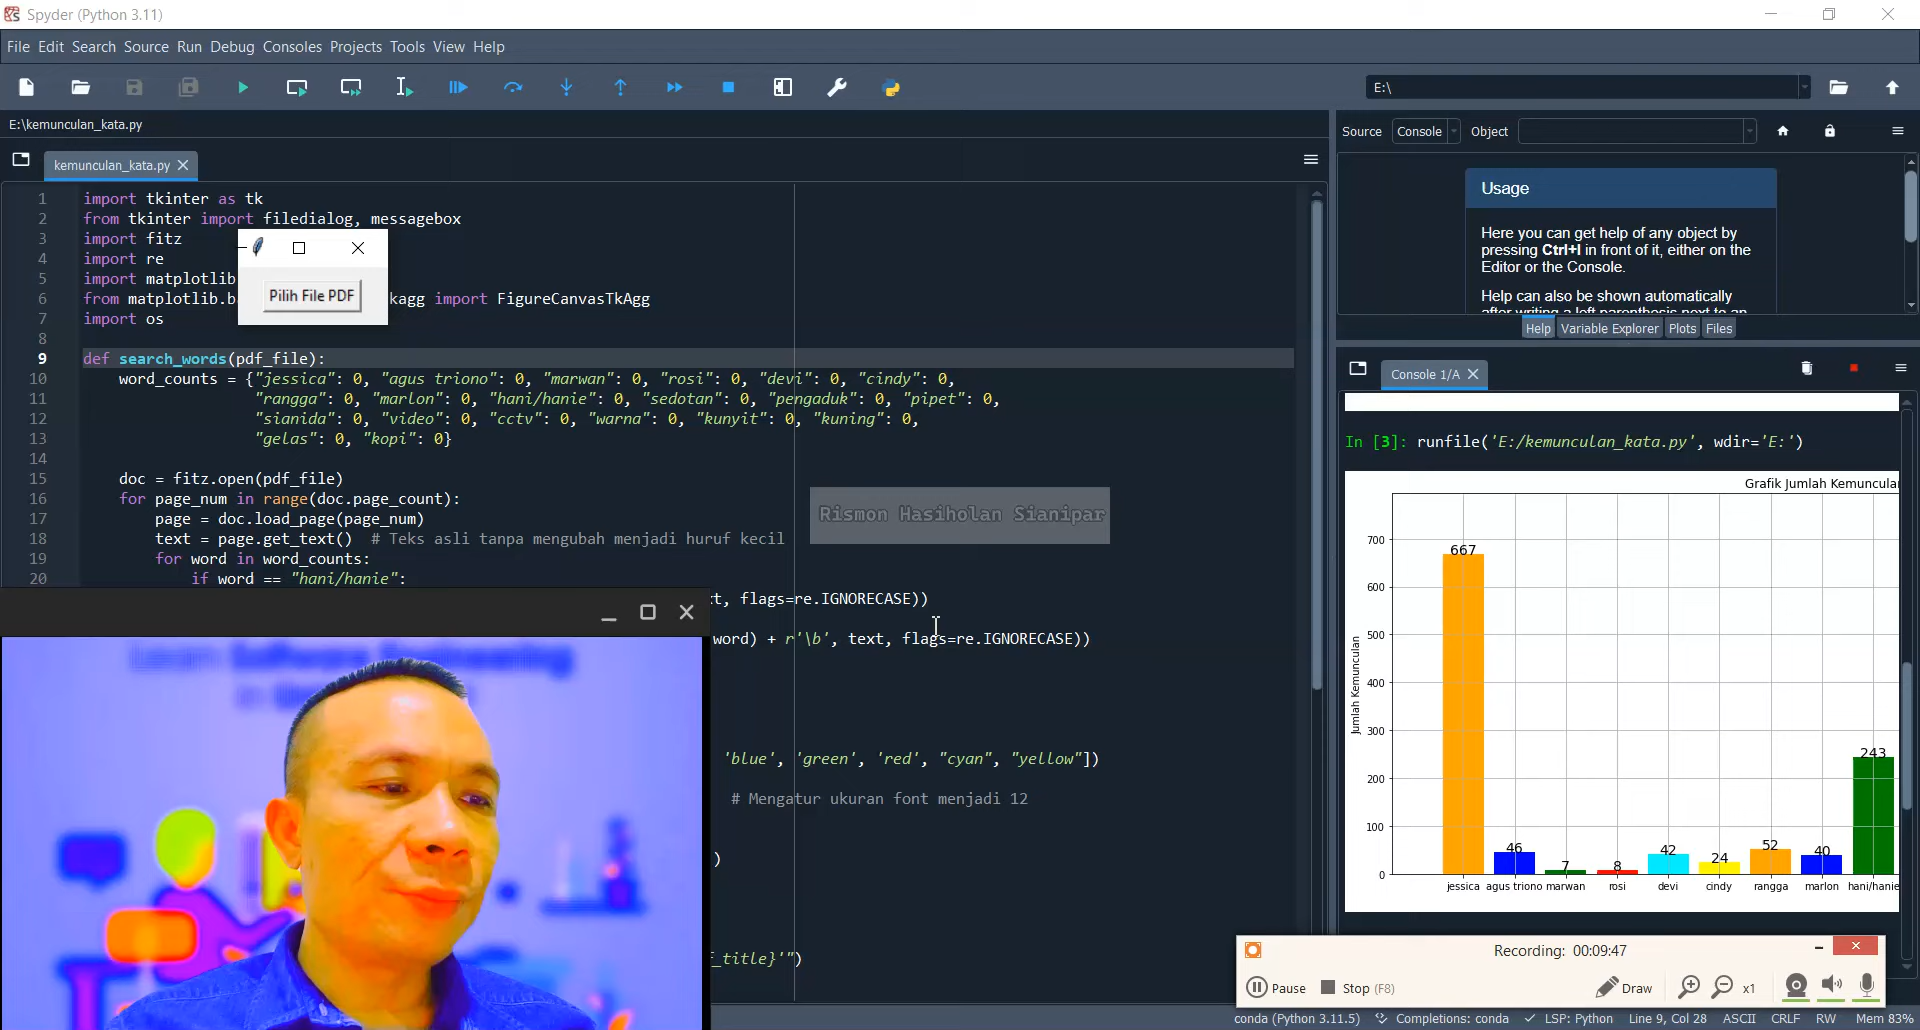 Spyder (Python 3.11)
File Edit Search Source Run Debug Consoles Projects Tools View Help
E:\
E:\kemunculan_kata.py
kemunculan_kata.py
1 import tkinter as tk
2 from tkinter import filedialog, messagebox
3 import fitz
4 import re
5 import matplotlib.
6 from matplotlib.b kagg import FigureCanvasTkAgg
7 import os
Pilih File PDF
8
9 def search_words(pdf_file):
10 word_counts = {"jessica": 0, "agus triono": 0, "marwan": 0, "rosi": 0, "devi": 0, "cindy": 0,
11 "rangga": 0, "marlon": 0, "hani/hanie": 0, "sedotan": 0, "pengaduk": 0, "pipet": 0,
12 "sianida": 0, "video": 0, "cctv": 0, "warna": 0, "kunyit": 0, "kuning": 0,
13 "gelas": 0, "kopi": 0}
14
15 doc = fitz.open(pdf_file)
16 for page_num in range(doc.page_count):
17 page = doc.load_page(page_num)
18 text = page.get_text() # Teks asli tanpa mengubah menjadi huruf kecil
19 for word in word_counts:
20 if word == "hani/hanie":
xt, flags=re.IGNORECASE))
word) + r'\b', text, flags=re.IGNORECASE))
'blue', 'green', 'red', "cyan", "yellow"])
# Mengatur ukuran font menjadi 12
)
f_title}'")
Rismon Hasiholan Sianipar
Learn Software Engineering
Source Console Object
Usage
Here you can get help of any object by
pressing Ctrl+I in front of it, either on the
Editor or the Console.
Help can also be shown automatically
after writing a left parenthesis next to an
Help Variable Explorer Plots Files
Console 1/A
In [3]: runfile('E:/kemunculan_kata.py', wdir='E:')
Grafik Jumlah Kemunculan
Jumlah Kemunculan
700
600
500
400
300
200
100
0
667 46 7 8 42 24 52 40 243
jessica agus triono marwan rosi devi cindy rangga marlon hani/hanie
Recording: 00:09:47
Pause Stop (F8) Draw x1
conda (Python 3.11.5) Completions: conda LSP: Python Line 9, Col 28 ASCII CRLF RW Mem 83%